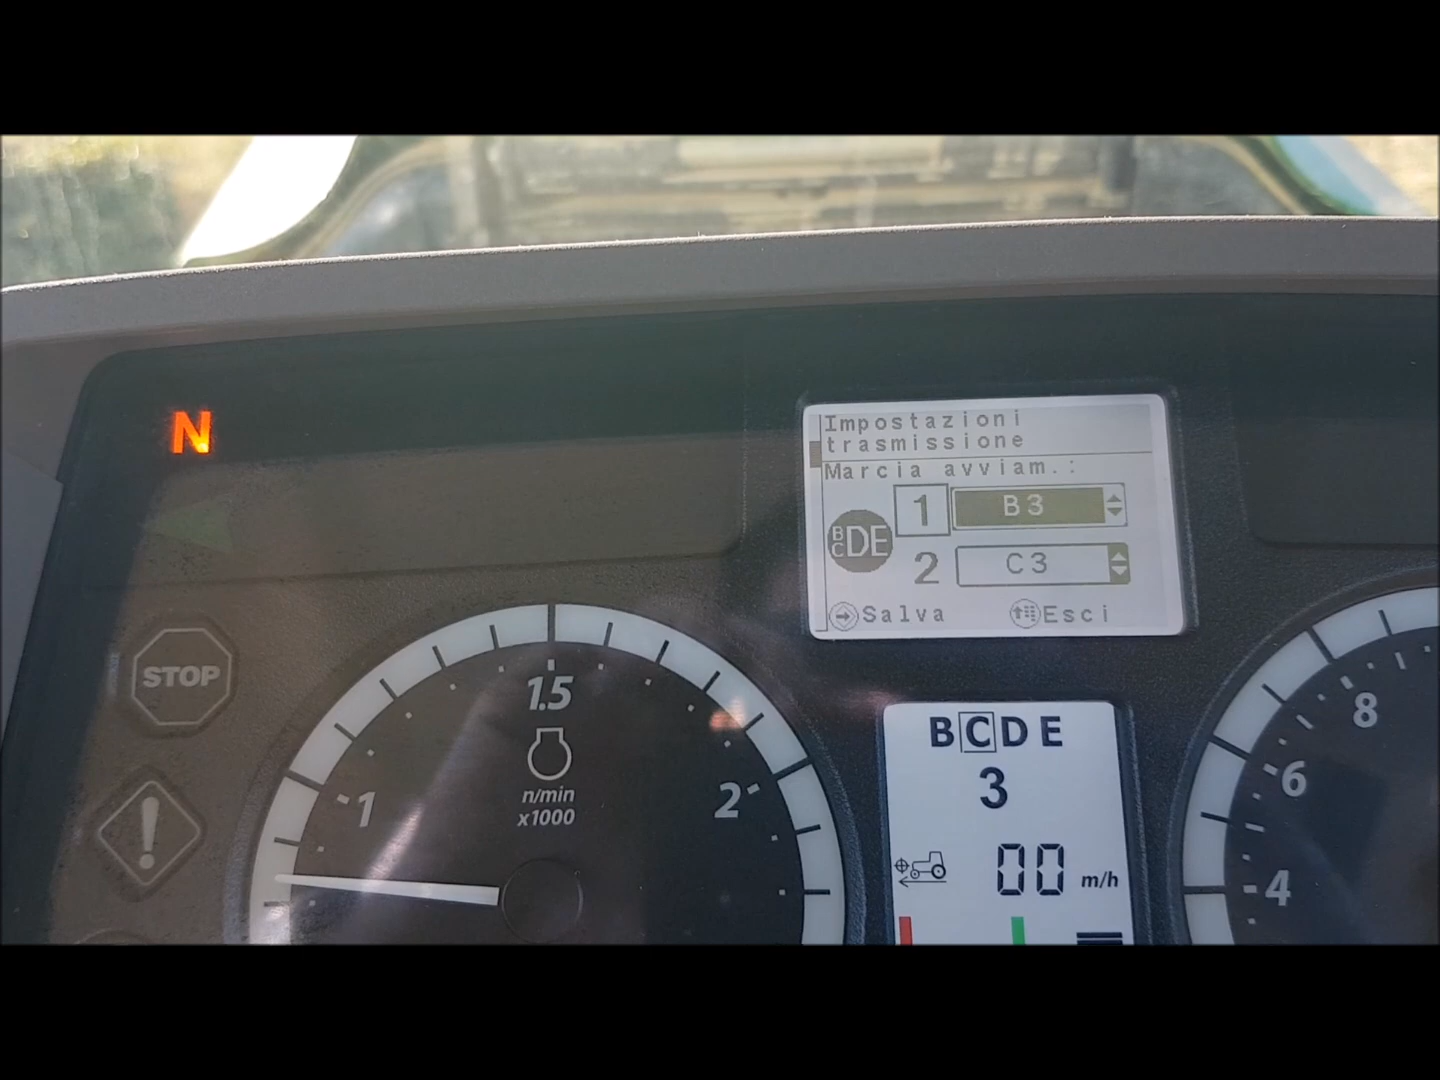 N
Impostazioni
trasmissione
Marcia avviam.:
1 B3
BCDE
2 C3
Salva Esci
STOP
!
1.5
n/min
x1000
1
2
BCDE
3
00 m/h
8
6
4